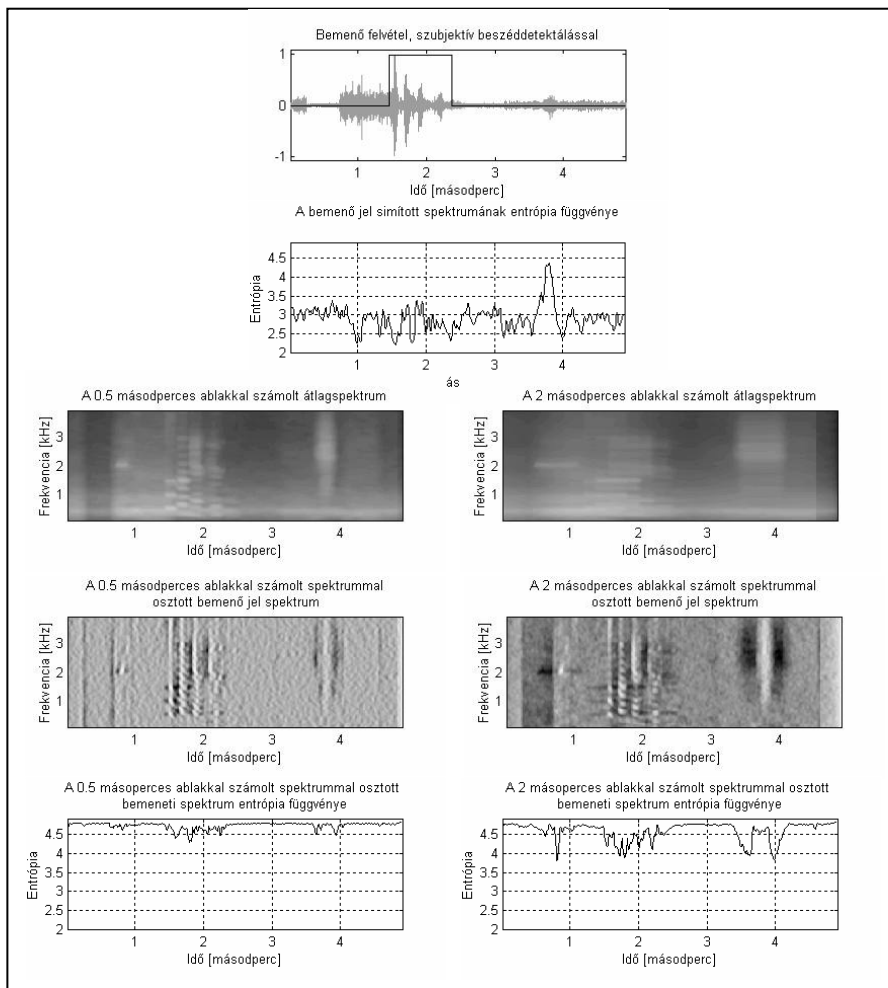 Bemenő felvétel, szubjektív beszéddetektálással
1
0
-1
1 2 3 4
Idő [másodperc]
A bemenő jel simított spektrumának entrópia függvénye
Entrópia
4.5
4
3.5
3
2.5
2
1 2 3 4
ás
A 0.5 másodperces ablakkal számolt átlagspektrum
Frekvencia [kHz]
3
2
1
1 2 3 4
Idő [másodperc]
A 2 másodperces ablakkal számolt átlagspektrum
Frekvencia [kHz]
3
2
1
1 2 3 4
Idő [másodperc]
A 0.5 másodperces ablakkal számolt spektrummal
osztott bemenő jel spektrum
Frekvencia [kHz]
3
2
1
1 2 3 4
Idő [másodperc]
A 2 másodperces ablakkal számolt spektrummal
osztott bemenő jel spektrum
Frekvencia [kHz]
3
2
1
1 2 3 4
Idő [másodperc]
A 0.5 másoperces ablakkal számolt spektrummal osztott
bemeneti spektrum entrópia függvénye
Entrópia
4.5
4
3.5
3
2.5
2
1 2 3 4
Idő [másodperc]
A 2 másoperces ablakkal számolt spektrummal osztott
bemeneti spektrum entrópia függvénye
Entrópia
4.5
4
3.5
3
2.5
2
1 2 3 4
Idő [másodperc]